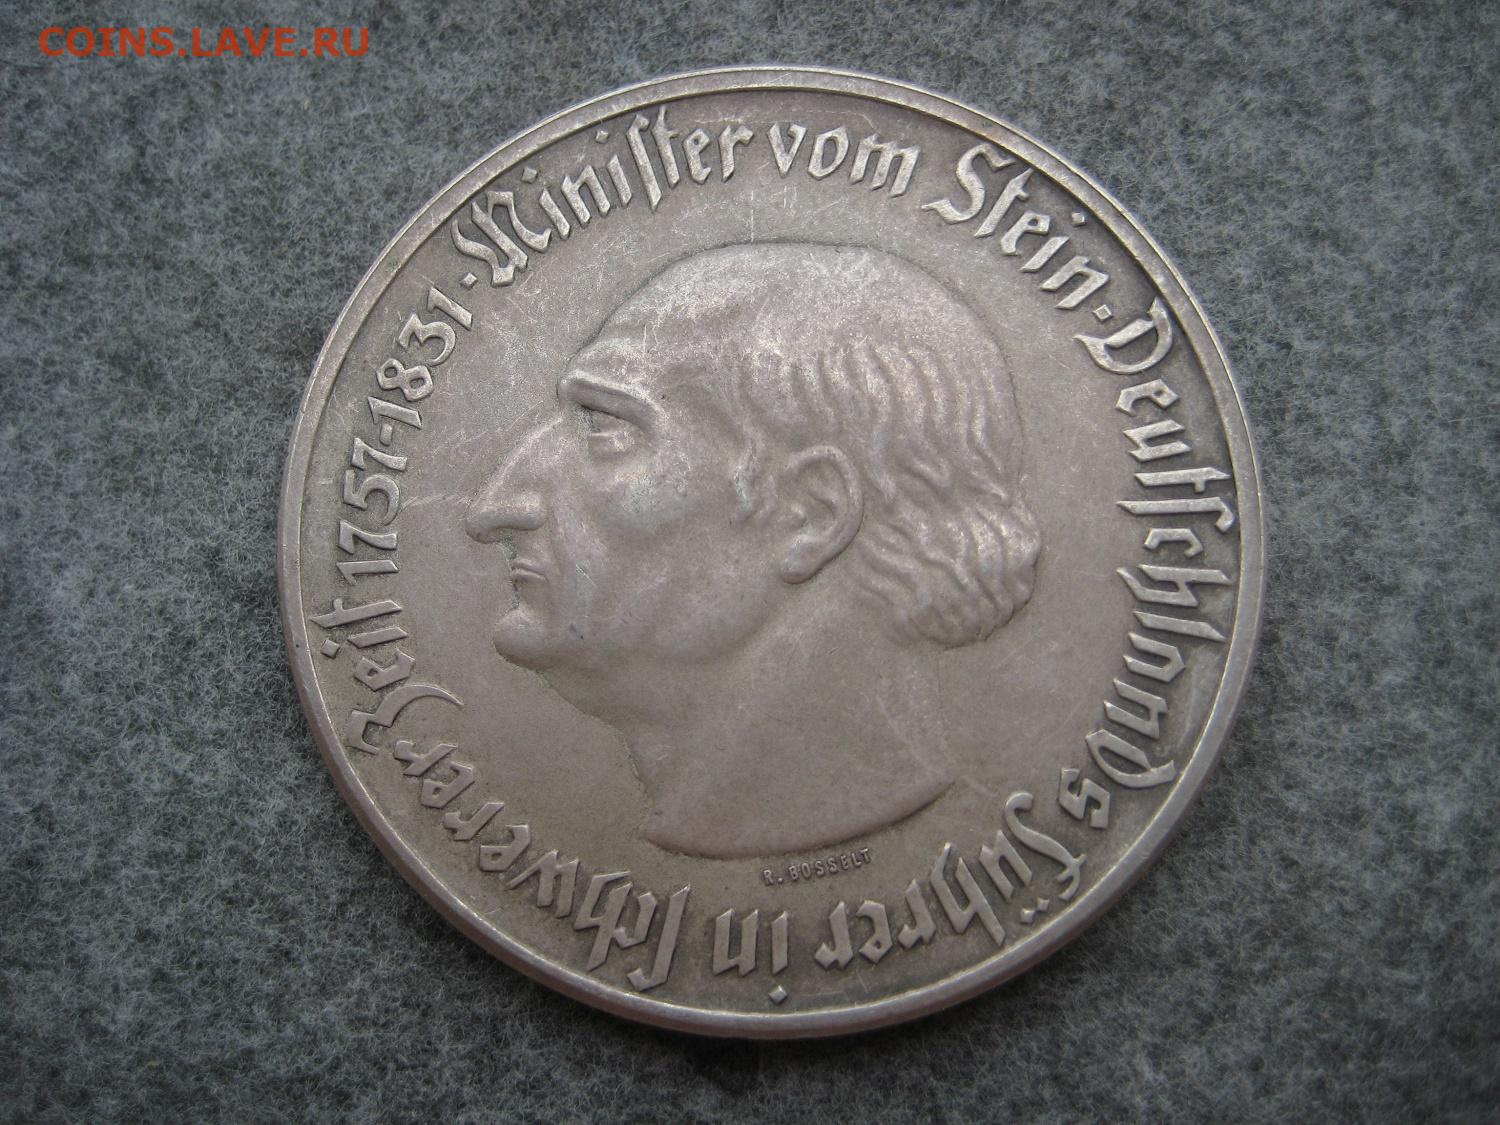 COINS.LAVE.RU
Minister vom Stein · Deutschlands Führer in schwerer Zeit 1757-1831 ·
R. BOSSELT